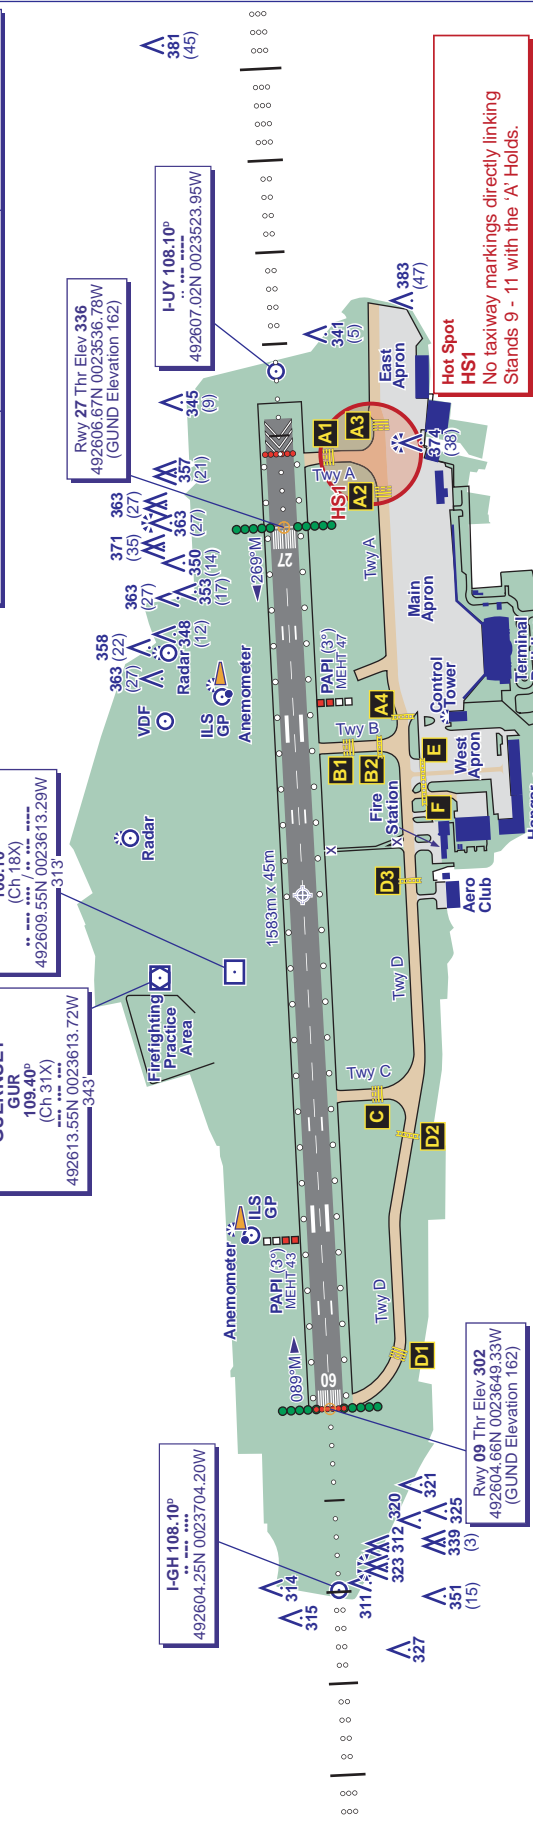 381
(45)
I-UY 108.10ᴰ
.. -.-- ..-
492607.02N 0023523.95W
Rwy 27 Thr Elev 336
492606.67N 0023536.78W
(GUND Elevation 162)
383
(47)
341
(5)
345
(9)
Hot Spot
HS1
No taxiway markings directly linking
Stands 9 - 11 with the 'A' Holds.
East
Apron
374
(38)
A1
A3
A2
HS1
Twy A
Twy A
357
(21)
363
(27)
363
(27)
371
(35)
350
(14)
353
(17)
363
(27)
348
(12)
358
(22)
363
(27)
Radar
VDF
ILS
GP
Anemometer
269°M
27
Main
Apron
Terminal
PAPI (3°)
MEHT 47
Control
Tower
A4
Twy B
B1
B2
E
F
West
Apron
Fire
Station
X
X
D3
Aero
Club
Radar
1583m x 45m
(Ch 18X)
492609.55N 0023613.29W
313'
GUR
109.40ᴰ
(Ch 31X)
492613.55N 0023613.72W
343'
Firefighting
Practice
Area
Twy D
Twy C
C
D2
Anemometer
ILS
GP
PAPI (3°)
MEHT 43
089°M
09
Twy D
D1
Rwy 09 Thr Elev 302
492604.66N 0023649.33W
(GUND Elevation 162)
I-GH 108.10ᴰ
492604.25N 0023704.20W
321
320
325
312
339
(3)
323
311
314
315
351
(15)
327